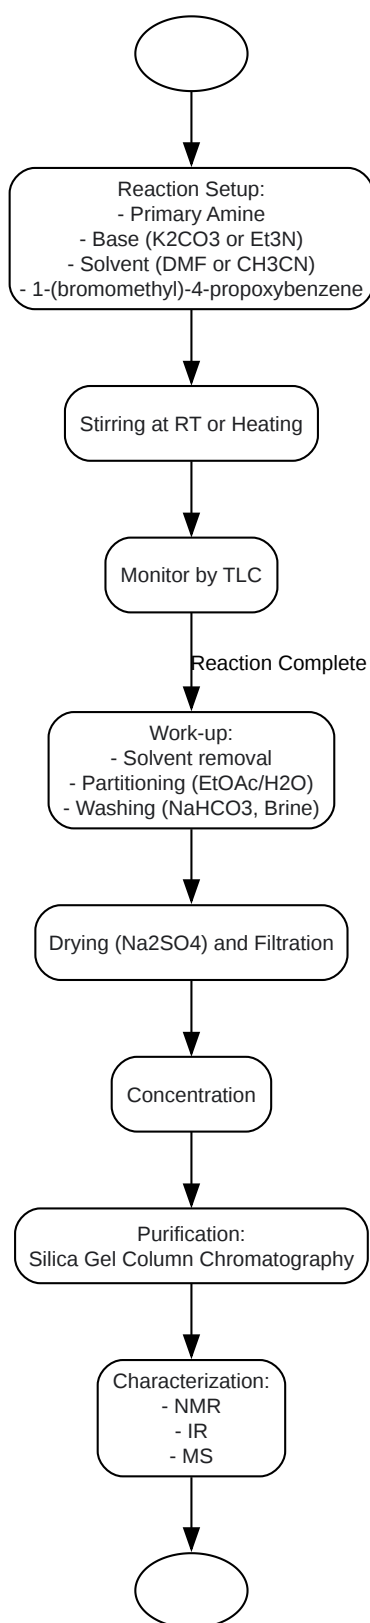 Reaction Setup:
- Primary Amine
- Base (K2CO3 or Et3N)
- Solvent (DMF or CH3CN)
- 1-(bromomethyl)-4-propoxybenzene
Stirring at RT or Heating
Monitor by TLC
Reaction Complete
Work-up:
- Solvent removal
- Partitioning (EtOAc/H2O)
- Washing (NaHCO3, Brine)
Drying (Na2SO4) and Filtration
Concentration
Purification:
Silica Gel Column Chromatography
Characterization:
- NMR
- IR
- MS